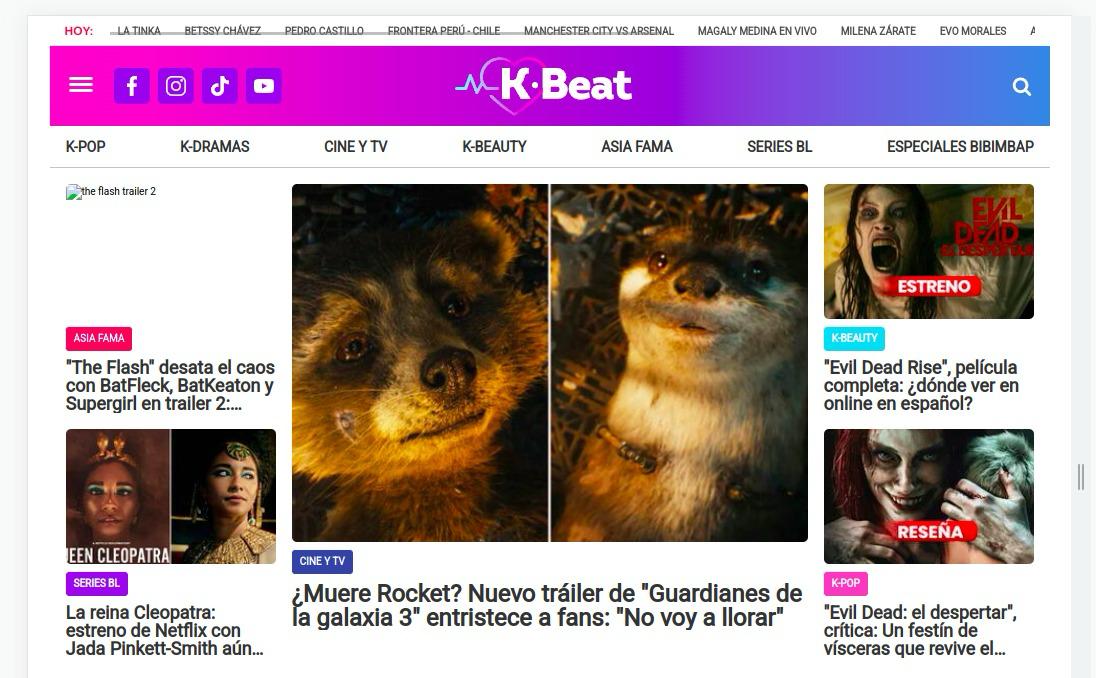 HOY: LA TINKA BETSSY CHÁVEZ PEDRO CASTILLO FRONTERA PERÚ - CHILE MANCHESTER CITY VS ARSENAL MAGALY MEDINA EN VIVO MILENA ZÁRATE EVO MORALES
K·Beat
K-POP K-DRAMAS CINE Y TV K-BEAUTY ASIA FAMA SERIES BL ESPECIALES BIBIMBAP
the flash trailer 2
ASIA FAMA
"The Flash" desata el caos
con BatFleck, BatKeaton y
Supergirl en trailer 2:...
EEN CLEOPATRA
SERIES BL
La reina Cleopatra:
estreno de Netflix con
Jada Pinkett-Smith aún...
CINE Y TV
¿Muere Rocket? Nuevo tráiler de "Guardianes de
la galaxia 3" entristece a fans: "No voy a llorar"
EVIL
DEAD
EL DESPERTAR
ESTRENO
K-BEAUTY
"Evil Dead Rise", película
completa: ¿dónde ver en
online en español?
RESEÑA
K-POP
"Evil Dead: el despertar",
crítica: Un festín de
vísceras que revive el...